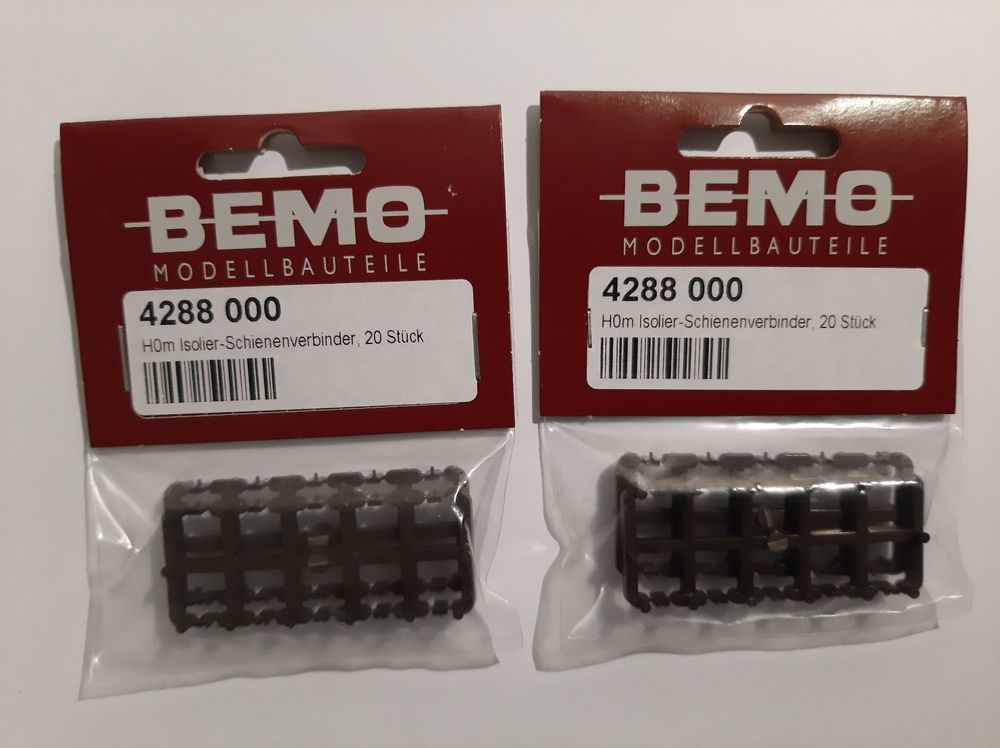 BEMO
MODELLBAUTEILE
4288 000
H0m Isolier-Schienenverbinder, 20 Stück
BEMO
MODELLBAUTEILE
4288 000
H0m Isolier-Schienenverbinder, 20 Stück